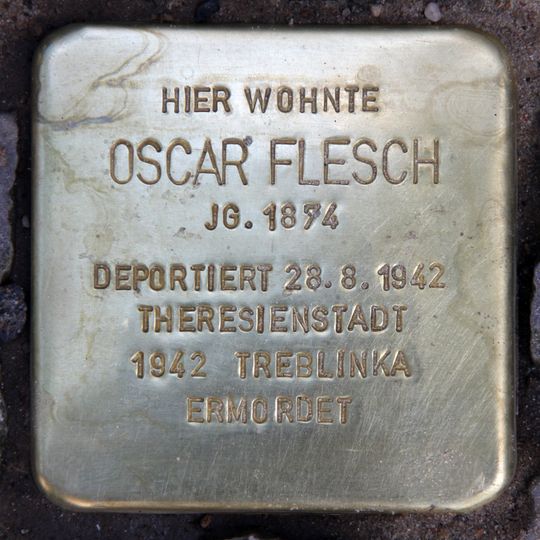 HIER WOHNTE
OSCAR FLESCH
JG. 1874
DEPORTIERT 28.8.1942
THERESIENSTADT
1942 TREBLINKA
ERMORDET